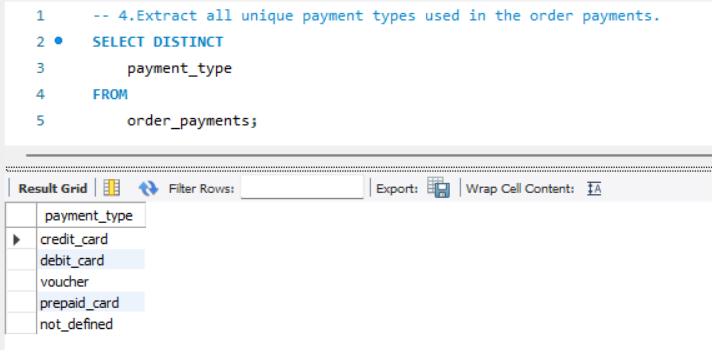 1 -- 4.Extract all unique payment types used in the order payments.
2 SELECT DISTINCT
3 payment_type
4 FROM
5 order_payments;
Result Grid Filter Rows: Export: Wrap Cell Content: IA
payment_type
credit_card
debit_card
voucher
prepaid_card
not_defined